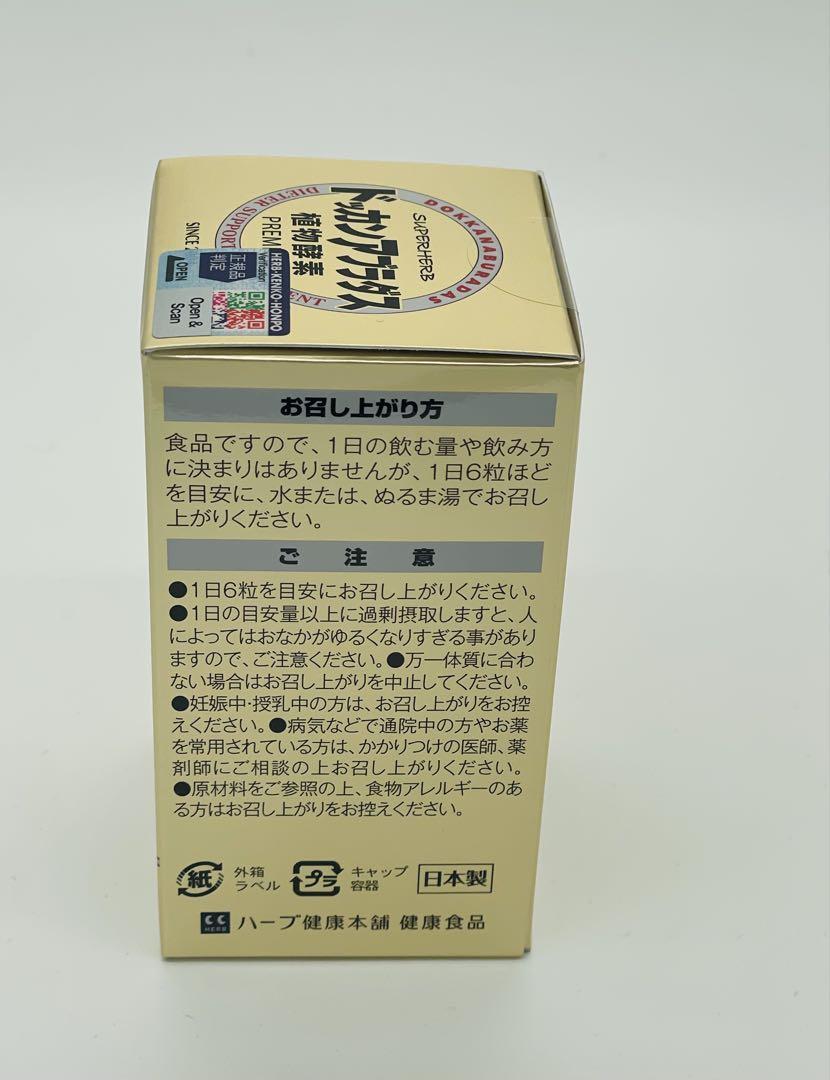 DOKKANABURADAS
SUPERHERB
ドッカンアブラダス
植物酵素
PREM
DIETER SUPPORT
ENT
SINCE 2
HERB-KENKO-HONPO
Verification
正規品
判定
OPEN
Open &
Scan
お召し上がり方
食品ですので、1日の飲む量や飲み方
に決まりはありませんが、1日6粒ほど
を目安に、水または、ぬるま湯でお召し
上がりください。
ご注意
●1日6粒を目安にお召し上がりください。
●1日の目安量以上に過剰摂取しますと、人
によってはおなかがゆるくなりすぎる事があり
ますので、ご注意ください。●万一体質に合わ
ない場合はお召し上がりを中止してください。
●妊娠中・授乳中の方は、お召し上がりをお控
えください。●病気などで通院中の方やお薬
を常用されている方は、かかりつけの医師、薬
剤師にご相談の上お召し上がりください。
●原材料をご参照の上、食物アレルギーのあ
る方はお召し上がりをお控えください。
紙 外箱 プラ キャップ 日本製
ラベル 容器
HERB ハーブ健康本舗 健康食品